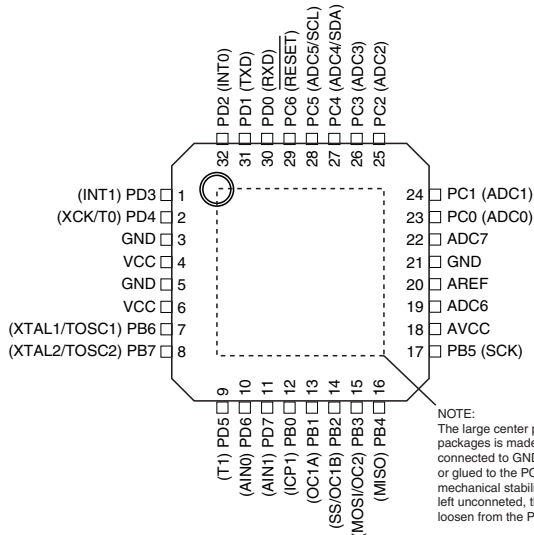 32 PD2 (INT0)
31 PD1 (TXD)
30 PD0 (RXD)
29 PC6 (RESET)
28 PC5 (ADC5/SCL)
27 PC4 (ADC4/SDA)
26 PC3 (ADC3)
25 PC2 (ADC2)
(INT1) PD3 1
(XCK/T0) PD4 2
GND 3
VCC 4
GND 5
VCC 6
(XTAL1/TOSC1) PB6 7
(XTAL2/TOSC2) PB7 8
24 PC1 (ADC1)
23 PC0 (ADC0)
22 ADC7
21 GND
20 AREF
19 ADC6
18 AVCC
17 PB5 (SCK)
(T1) PD5 9
(AIN0) PD6 10
(AIN1) PD7 11
(ICP1) PB0 12
(OC1A) PB1 13
(SS/OC1B) PB2 14
(MOSI/OC2) PB3 15
(MISO) PB4 16
NOTE:
The large center p
packages is made
connected to GND
or glued to the PC
mechanical stabili
left unconneted, th
loosen from the P